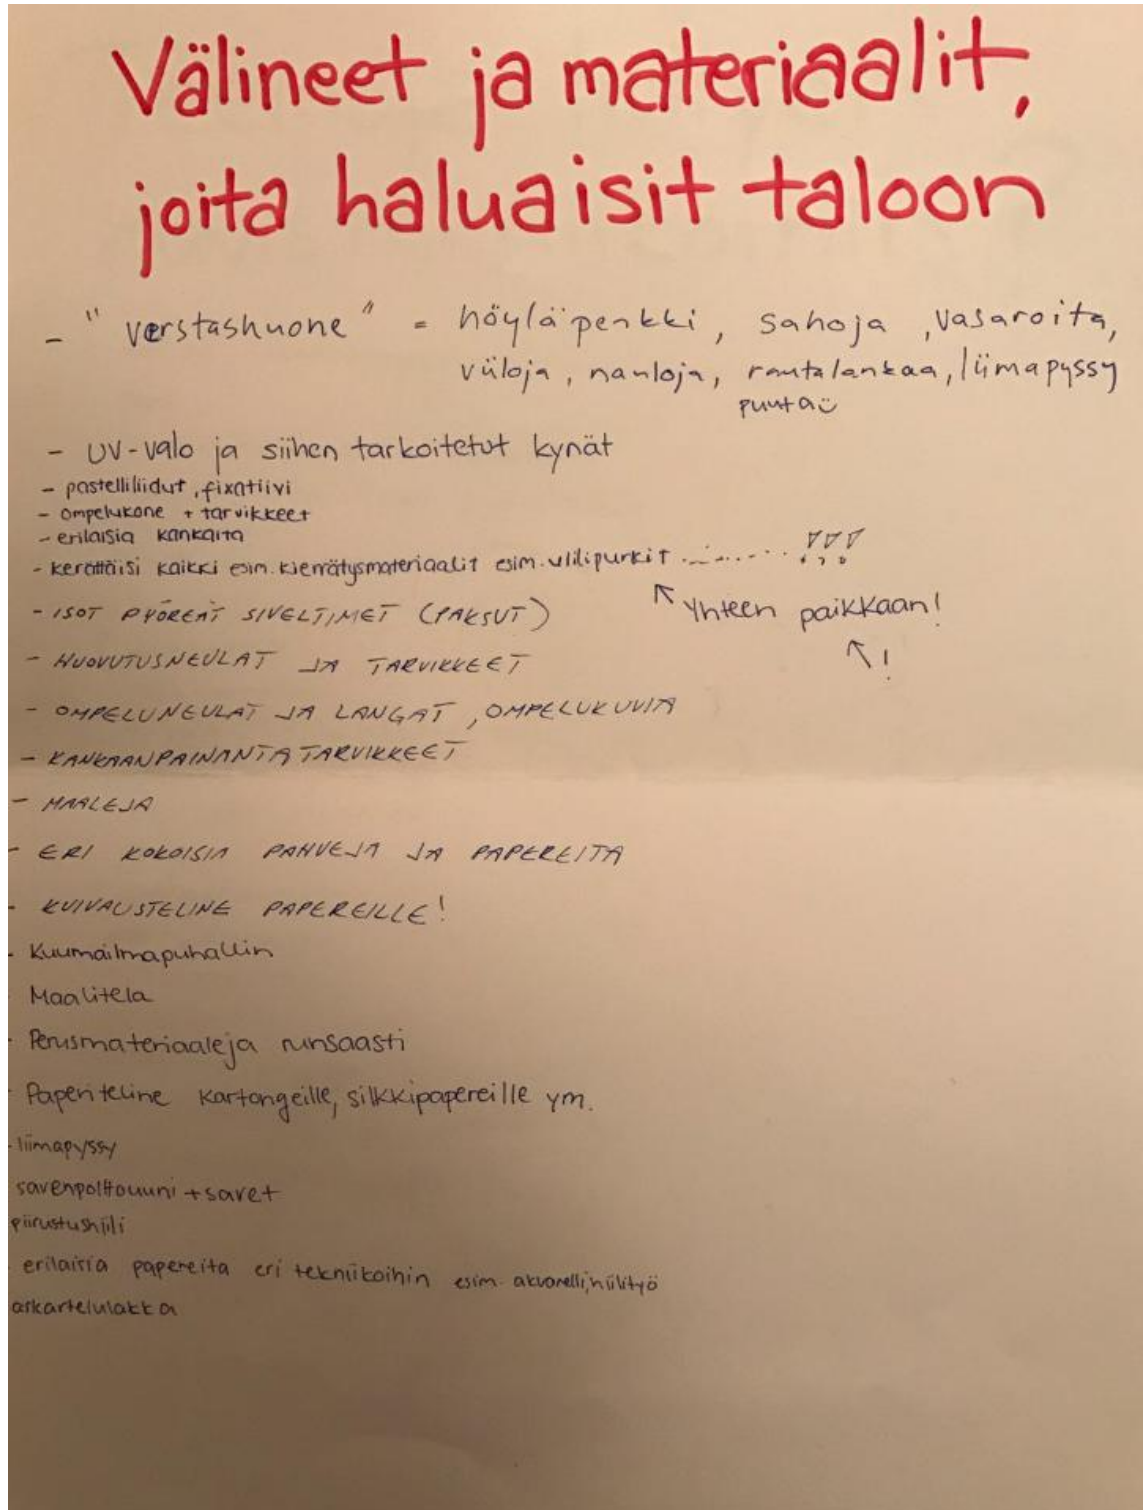 Välineet ja materiaalit,
joita haluaisit taloon
- "verstashuone" = höyläpenkki, sahoja, vasaroita,
viiloja, nauloja, rautalankaa, liimapyssy
puuta
- UV-valo ja siihen tarkoitetut kynät
- pastelliliidut, fixatiivi
- ompelukone + tarvikkeet
- erilaisia kankaita
- kerättäisi kaikki esim. kierrätysmateriaalit esim. viilipurkit ........... !!!
↖ Yhteen paikkaan!
- ISOT PYÖREÄT SIVELTIMET (PAKSUT)
↖ !
- HUOVUTUSNEULAT JA TARVIKKEET
- OMPELUNEULAT JA LANGAT, OMPELUKUVIA
- KANKAANPAINANTATARVIKKEET
- MAALEJA
- ERI KOKOISIA PAHVEJA JA PAPEREITA
- KUIVAUSTELINE PAPEREILLE!
- Kuumailmapuhallin
- Maalitela
- Perusmateriaaleja runsaasti
- Paperiteline kartongeille, silkkipapereille ym.
- liimapyssy
savenpolttouuni + savet
piirustushiili
- erilaisia papereita eri tekniikoihin esim. akvarelli, hiilityö
askartelulakka